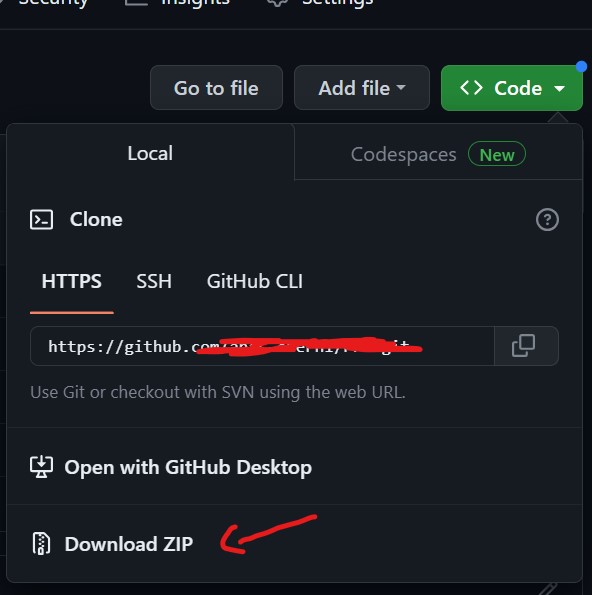 Security Insights Settings
Go to file Add file Code
Local Codespaces New
Clone
HTTPS SSH GitHub CLI
https://github.com
Use Git or checkout with SVN using the web URL.
Open with GitHub Desktop
Download ZIP